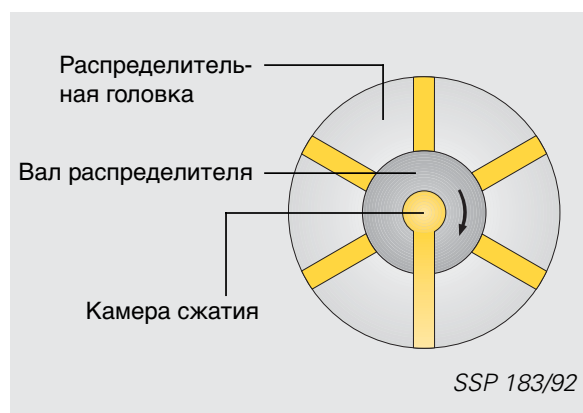 Распределитель-
ная головка
Вал распределителя
Камера сжатия
SSP 183/92